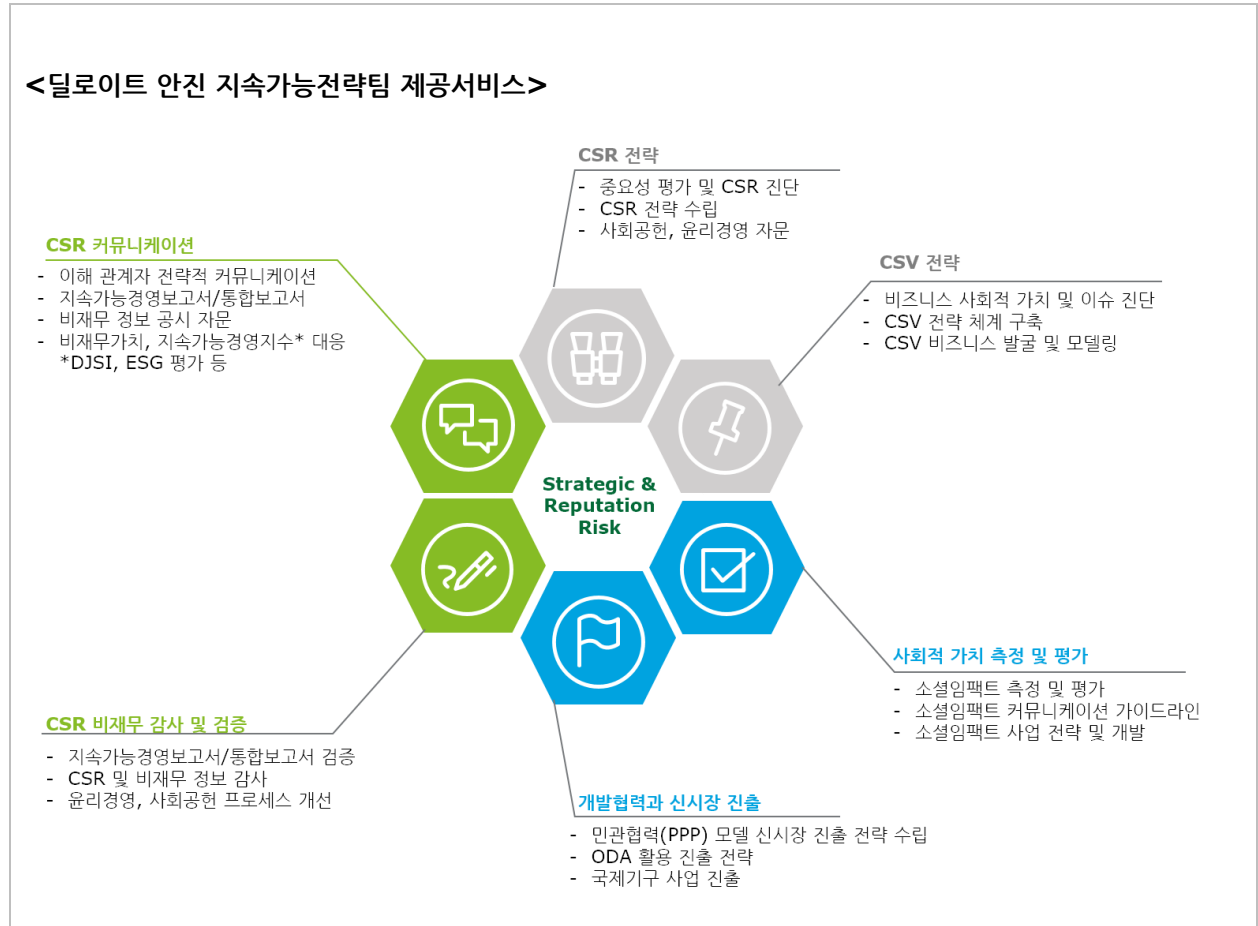 <딜로이트 안진 지속가능전략팀 제공서비스>
CSR 전략
- 중요성 평가 및 CSR 진단
- CSR 전략 수립
- 사회공헌, 윤리경영 자문
CSR 커뮤니케이션
- 이해 관계자 전략적 커뮤니케이션
- 지속가능경영보고서/통합보고서
- 비재무 정보 공시 자문
- 비재무가치, 지속가능경영지수* 대응
*DJSI, ESG 평가 등
CSV 전략
- 비즈니스 사회적 가치 및 이슈 진단
- CSV 전략 체계 구축
- CSV 비즈니스 발굴 및 모델링
Strategic &
Reputation
Risk
사회적 가치 측정 및 평가
- 소셜임팩트 측정 및 평가
- 소셜임팩트 커뮤니케이션 가이드라인
- 소셜임팩트 사업 전략 및 개발
CSR 비재무 감사 및 검증
- 지속가능경영보고서/통합보고서 검증
- CSR 및 비재무 정보 감사
- 윤리경영, 사회공헌 프로세스 개선
개발협력과 신시장 진출
- 민관협력(PPP) 모델 신시장 진출 전략 수립
- ODA 활용 진출 전략
- 국제기구 사업 진출